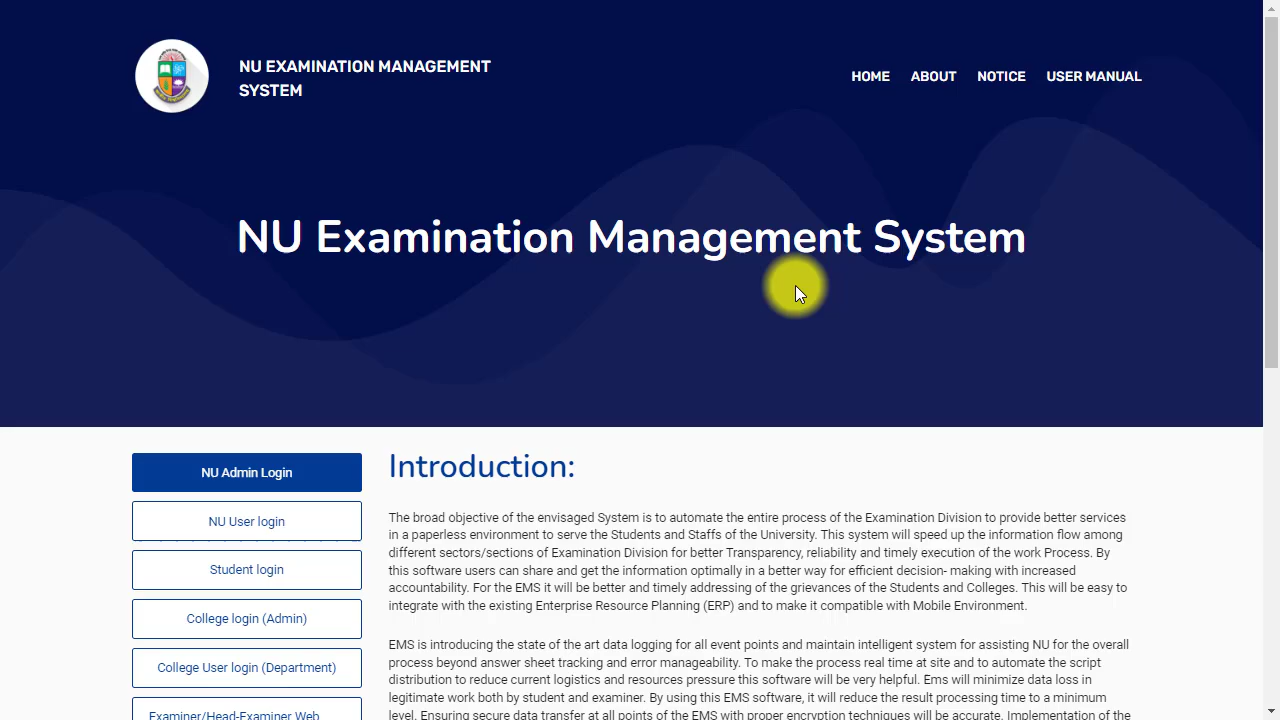 NU EXAMINATION MANAGEMENT
SYSTEM
HOME ABOUT NOTICE USER MANUAL
NU Examination Management System
NU Admin Login
NU User login
Student login
College login (Admin)
College User login (Department)
Examiner/Head-Examiner Web
Introduction:
The broad objective of the envisaged System is to automate the entire process of the Examination Division to provide better services
in a paperless environment to serve the Students and Staffs of the University. This system will speed up the information flow among
different sectors/sections of Examination Division for better Transparency, reliability and timely execution of the work Process. By
this software users can share and get the information optimally in a better way for efficient decision- making with increased
accountability. For the EMS it will be better and timely addressing of the grievances of the Students and Colleges. This will be easy to
integrate with the existing Enterprise Resource Planning (ERP) and to make it compatible with Mobile Environment.
EMS is introducing the state of the art data logging for all event points and maintain intelligent system for assisting NU for the overall
process beyond answer sheet tracking and error manageability. To make the process real time at site and to automate the script
distribution to reduce current logistics and resources pressure this software will be very helpful. Ems will minimize data loss in
legitimate work both by student and examiner. By using this EMS software, it will reduce the result processing time to a minimum
level. Ensuring secure data transfer at all points of the EMS with proper encryption techniques will be accurate. Implementation of the